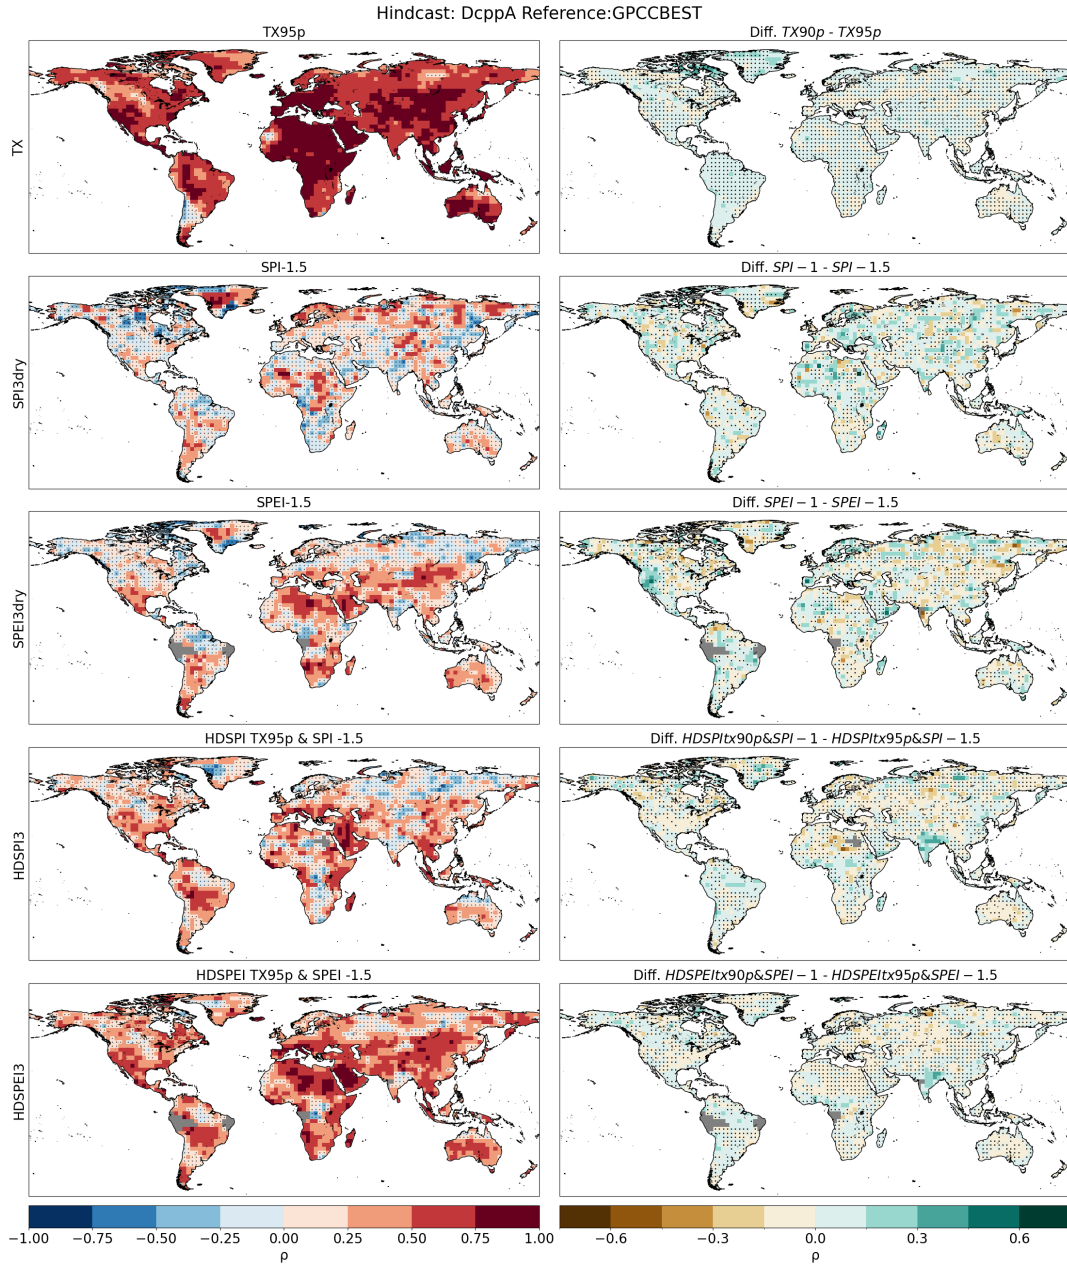 Hindcast: DcppA Reference:GPCCBEST
TX95p
Diff. TX90p - TX95p
TX
SPI-1.5
Diff. SPI − 1 - SPI − 1.5
SPI3dry
SPEI-1.5
Diff. SPEI − 1 - SPEI − 1.5
SPEI3dry
HDSPI TX95p & SPI -1.5
Diff. HDSPItx90p&SPI − 1 - HDSPItx95p&SPI − 1.5
HDSPI3
HDSPEI TX95p & SPEI -1.5
Diff. HDSPEItx90p&SPEI − 1 - HDSPEItx95p&SPEI − 1.5
HDSPEI3
−1.00 −0.75 −0.50 −0.25 0.00 0.25 0.50 0.75 1.00
ρ
−0.6 −0.3 0.0 0.3 0.6
ρ